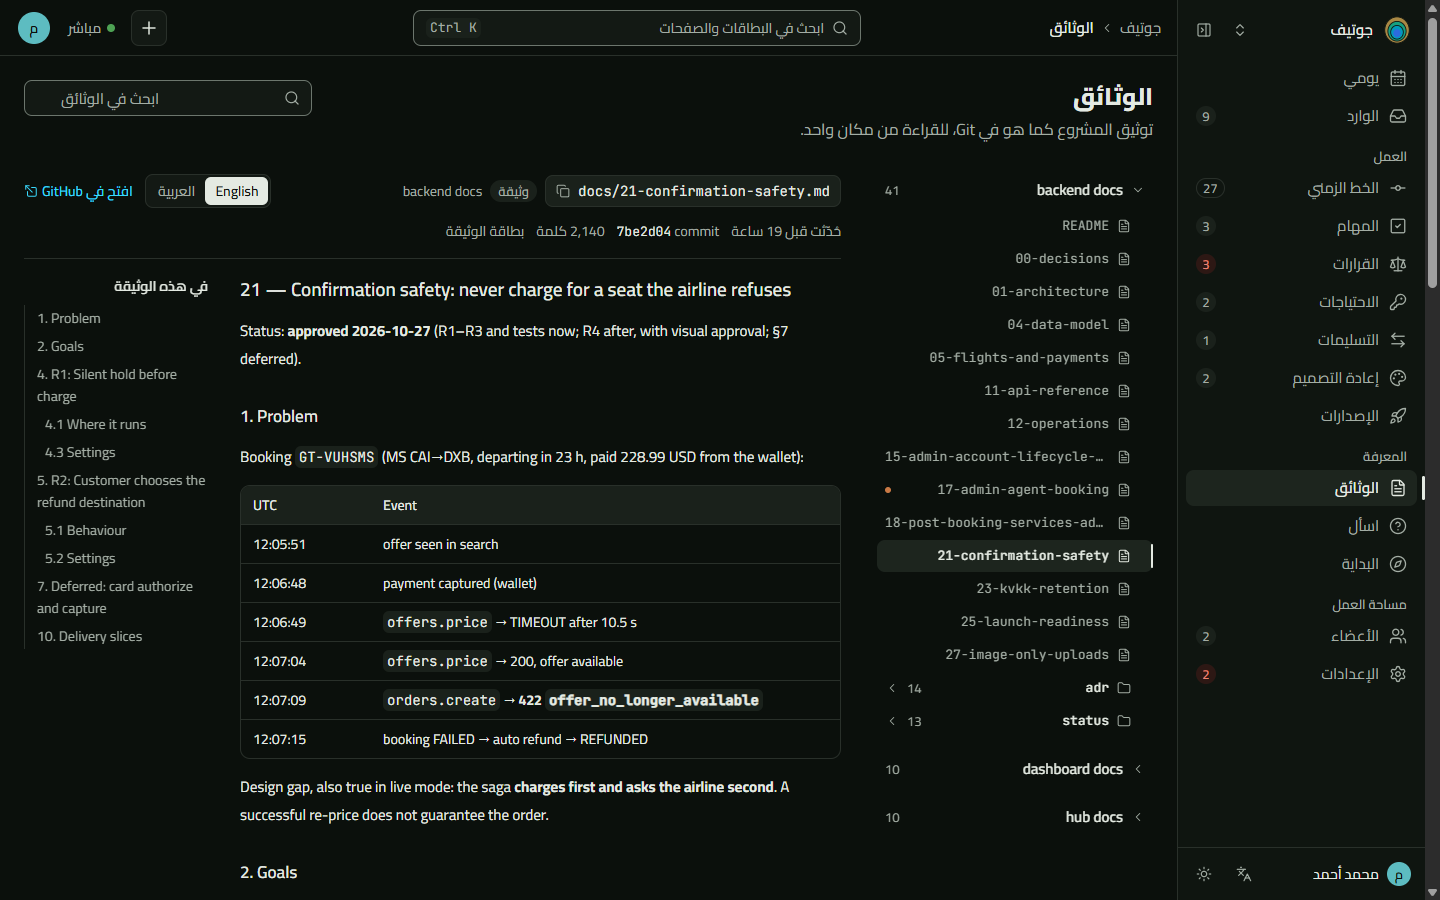 جوتيف
يومي
الوارد 9
العمل
الخط الزمني 27
المهام 3
القرارات 3
الاحتياجات 2
التسليمات 1
إعادة التصميم 2
الإصدارات
المعرفة
الوثائق
اسأل
البداية
مساحة العمل
الأعضاء 2
الإعدادات 2
م محمد أحمد
جوتيف الوثائق
ابحث في البطاقات والصفحات Ctrl K
مباشر م
الوثائق
توثيق المشروع كما هو في Git، للقراءة من مكان واحد.
ابحث في الوثائق
backend docs 41
README
00-decisions
01-architecture
04-data-model
05-flights-and-payments
11-api-reference
12-operations
15-admin-account-lifecycle-…
17-admin-agent-booking
18-post-booking-services-ad…
21-confirmation-safety
23-kvkk-retention
25-launch-readiness
27-image-only-uploads
adr 14
status 13
dashboard docs 10
hub docs 10
docs/21-confirmation-safety.md وثيقة backend docs
English العربية افتح في GitHub
حُدّثت قبل 19 ساعة commit 7be2d04 2,140 كلمة بطاقة الوثيقة
21 — Confirmation safety: never charge for a seat the airline refuses
Status: approved 2026-10-27 (R1–R3 and tests now; R4 after, with visual approval; §7
deferred).
1. Problem
Booking GT-VUHSMS (MS CAI→DXB, departing in 23 h, paid 228.99 USD from the wallet):
UTC Event
12:05:51 offer seen in search
12:06:48 payment captured (wallet)
12:06:49 offers.price → TIMEOUT after 10.5 s
12:07:04 offers.price → 200, offer available
12:07:09 orders.create → 422 offer_no_longer_available
12:07:15 booking FAILED → auto refund → REFUNDED
Design gap, also true in live mode: the saga charges first and asks the airline second. A
successful re-price does not guarantee the order.
2. Goals
في هذه الوثيقة
1. Problem
2. Goals
4. R1: Silent hold before
charge
4.1 Where it runs
4.3 Settings
5. R2: Customer chooses the
refund destination
5.1 Behaviour
5.2 Settings
7. Deferred: card authorize
and capture
10. Delivery slices